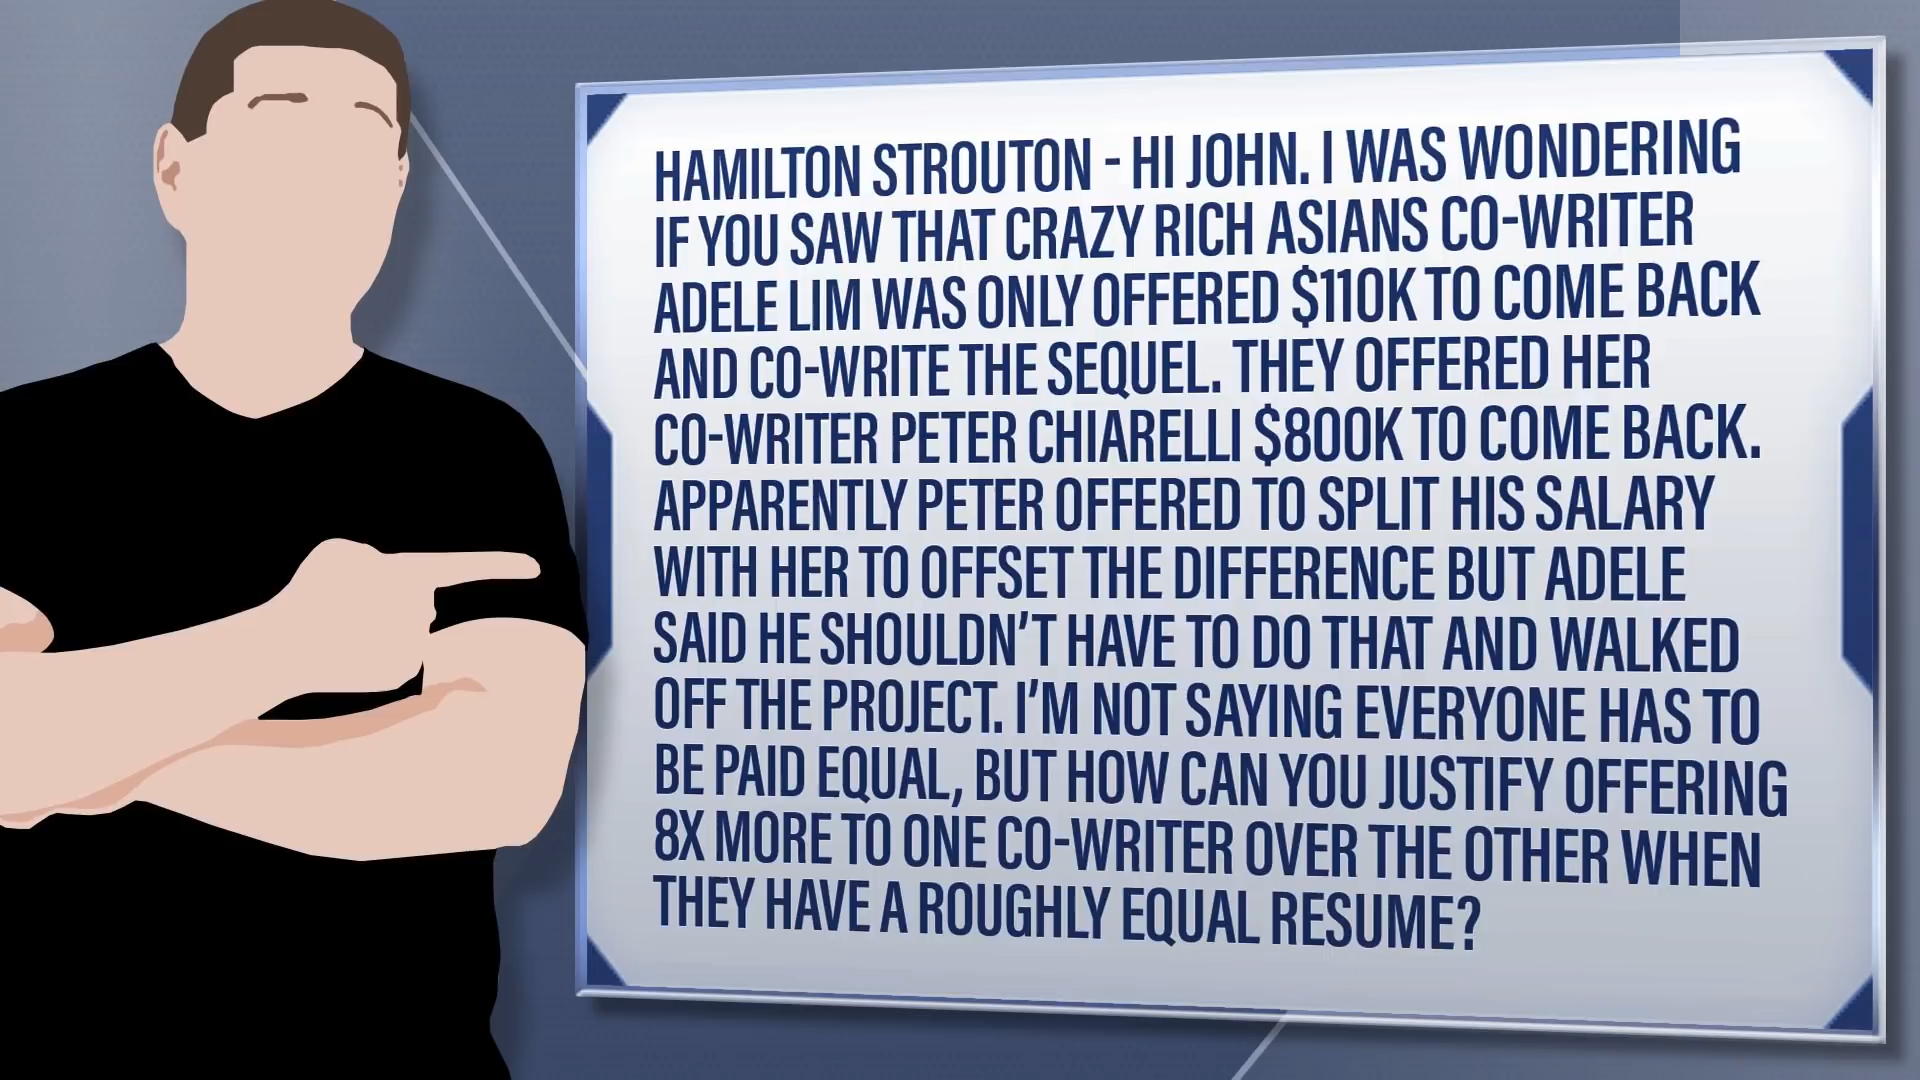 HAMILTON STROUTON - HI JOHN. I WAS WONDERING
IF YOU SAW THAT CRAZY RICH ASIANS CO-WRITER
ADELE LIM WAS ONLY OFFERED $110K TO COME BACK
AND CO-WRITE THE SEQUEL. THEY OFFERED HER
CO-WRITER PETER CHIARELLI $800K TO COME BACK.
APPARENTLY PETER OFFERED TO SPLIT HIS SALARY
WITH HER TO OFFSET THE DIFFERENCE BUT ADELE
SAID HE SHOULDN'T HAVE TO DO THAT AND WALKED
OFF THE PROJECT. I'M NOT SAYING EVERYONE HAS TO
BE PAID EQUAL, BUT HOW CAN YOU JUSTIFY OFFERING
8X MORE TO ONE CO-WRITER OVER THE OTHER WHEN
THEY HAVE A ROUGHLY EQUAL RESUME?